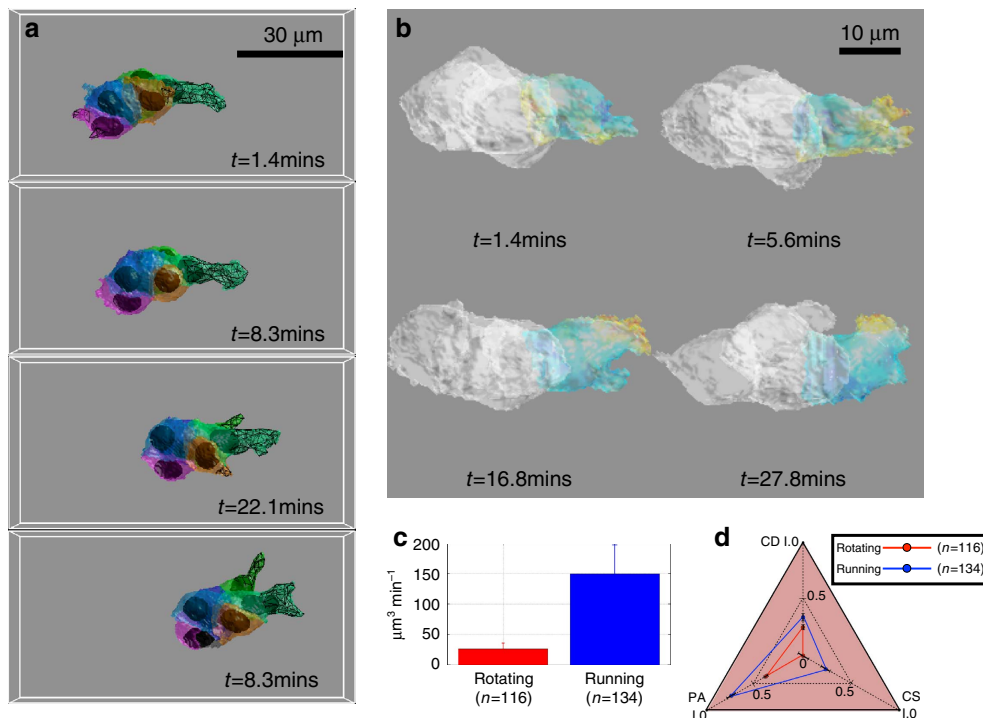 a
30 μm
t=1.4mins
t=8.3mins
t=22.1mins
t=8.3mins
b
10 μm
t=1.4mins
t=5.6mins
t=16.8mins
t=27.8mins
c
μm³ min⁻¹
200
150
100
50
0
Rotating
(n=116)
Running
(n=134)
d
CD 1.0
Rotating (n=116)
Running (n=134)
0.5
0
0.5
0.5
PA
1.0
CS
1.0